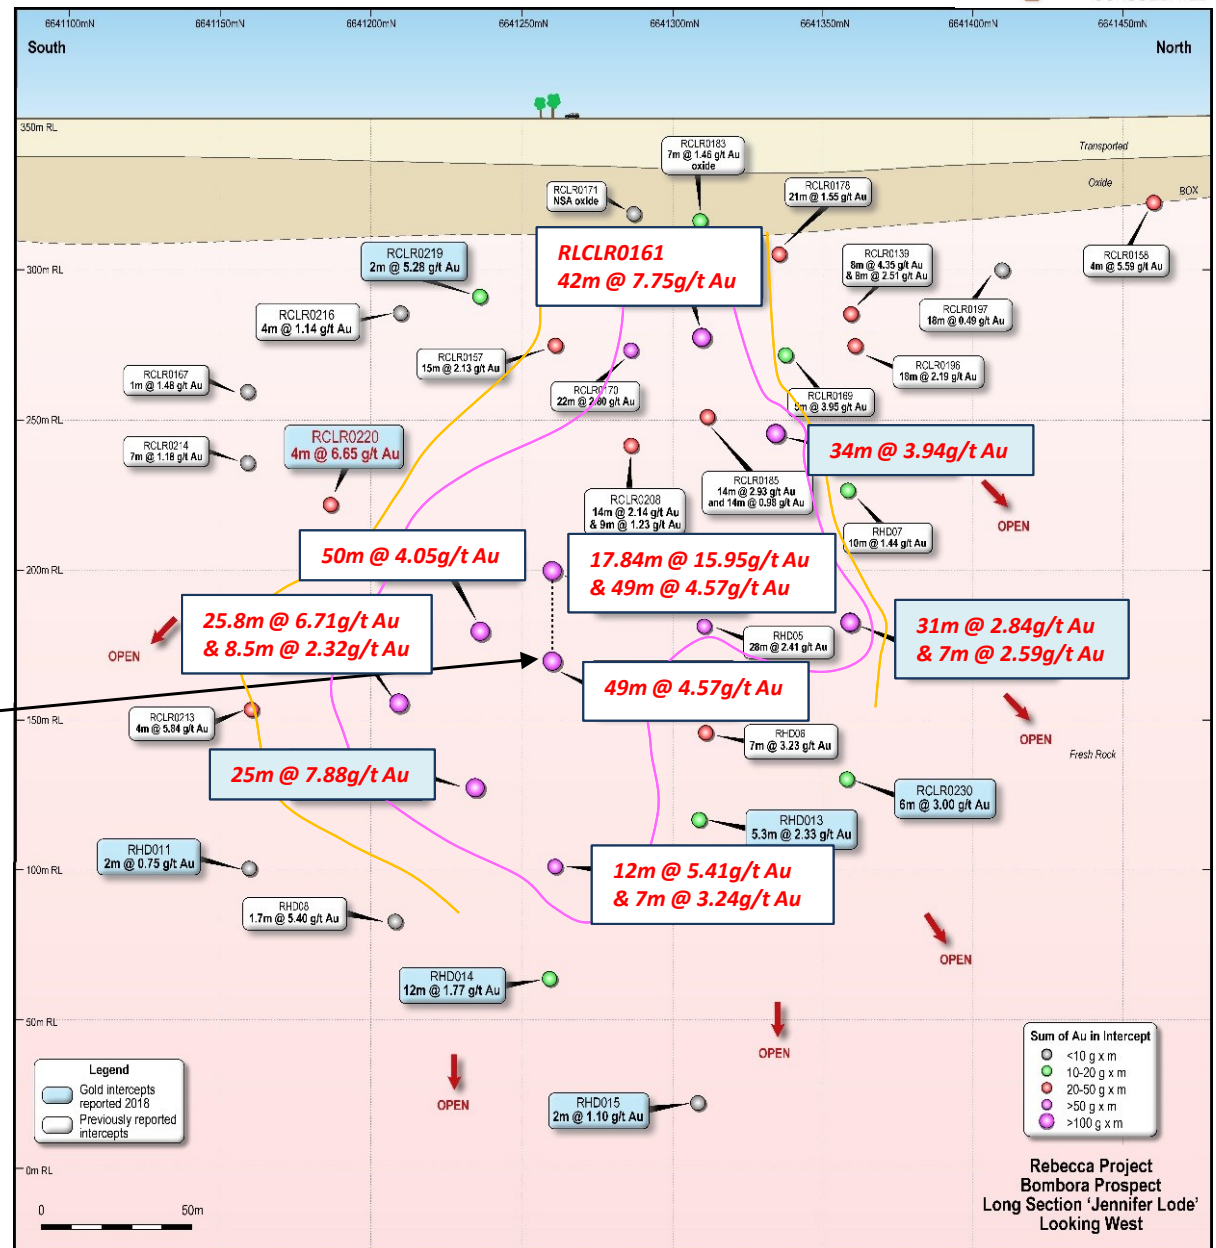 6641100mN
6641150mN
6641200mN
6641250mN
6641300mN
6641350mN
6641400mN
6641450mN
South
North
350m RL
Transported
Oxide
BOX
RCLR0183
7m @ 1.46 g/t Au
oxide
RCLR0171
NSA oxide
RCLR0178
21m @ 1.55 g/t Au
RCLR0158
4m @ 5.59 g/t Au
RCLR0219
2m @ 5.28 g/t Au
RLCLR0161
42m @ 7.75g/t Au
RCLR0139
8m @ 4.35 g/t Au
& 8m @ 2.51 g/t Au
300m RL
RCLR0197
18m @ 0.49 g/t Au
RCLR0216
4m @ 1.14 g/t Au
RCLR0157
15m @ 2.13 g/t Au
RCLR0196
18m @ 2.19 g/t Au
RCLR0167
1m @ 1.48 g/t Au
RCLR0170
22m @ 2.80 g/t Au
RCLR0169
5m @ 3.95 g/t Au
250m RL
RCLR0220
4m @ 6.65 g/t Au
RCLR0214
7m @ 1.18 g/t Au
34m @ 3.94g/t Au
RCLR0185
14m @ 2.93 g/t Au
and 14m @ 0.98 g/t Au
RCLR0208
14m @ 2.14 g/t Au
& 9m @ 1.23 g/t Au
OPEN
RHD07
10m @ 1.44 g/t Au
50m @ 4.05g/t Au
17.84m @ 15.95g/t Au
& 49m @ 4.57g/t Au
200m RL
25.8m @ 6.71g/t Au
& 8.5m @ 2.32g/t Au
RHD05
28m @ 2.41 g/t Au
31m @ 2.84g/t Au
& 7m @ 2.59g/t Au
OPEN
49m @ 4.57g/t Au
150m RL
RCLR0213
4m @ 5.84 g/t Au
RHD06
7m @ 3.23 g/t Au
OPEN
Fresh Rock
25m @ 7.88g/t Au
RCLR0230
6m @ 3.00 g/t Au
RHD013
5.3m @ 2.33 g/t Au
RHD011
2m @ 0.75 g/t Au
100m RL
12m @ 5.41g/t Au
& 7m @ 3.24g/t Au
RHD08
1.7m @ 5.40 g/t Au
OPEN
RHD014
12m @ 1.77 g/t Au
50m RL
OPEN
OPEN
RHD015
2m @ 1.10 g/t Au
Legend
Gold intercepts
reported 2018
Previously reported
intercepts
Sum of Au in Intercept
<10 g x m
10-20 g x m
20-50 g x m
>50 g x m
>100 g x m
0m RL
0
50m
Rebecca Project
Bombora Prospect
Long Section 'Jennifer Lode'
Looking West